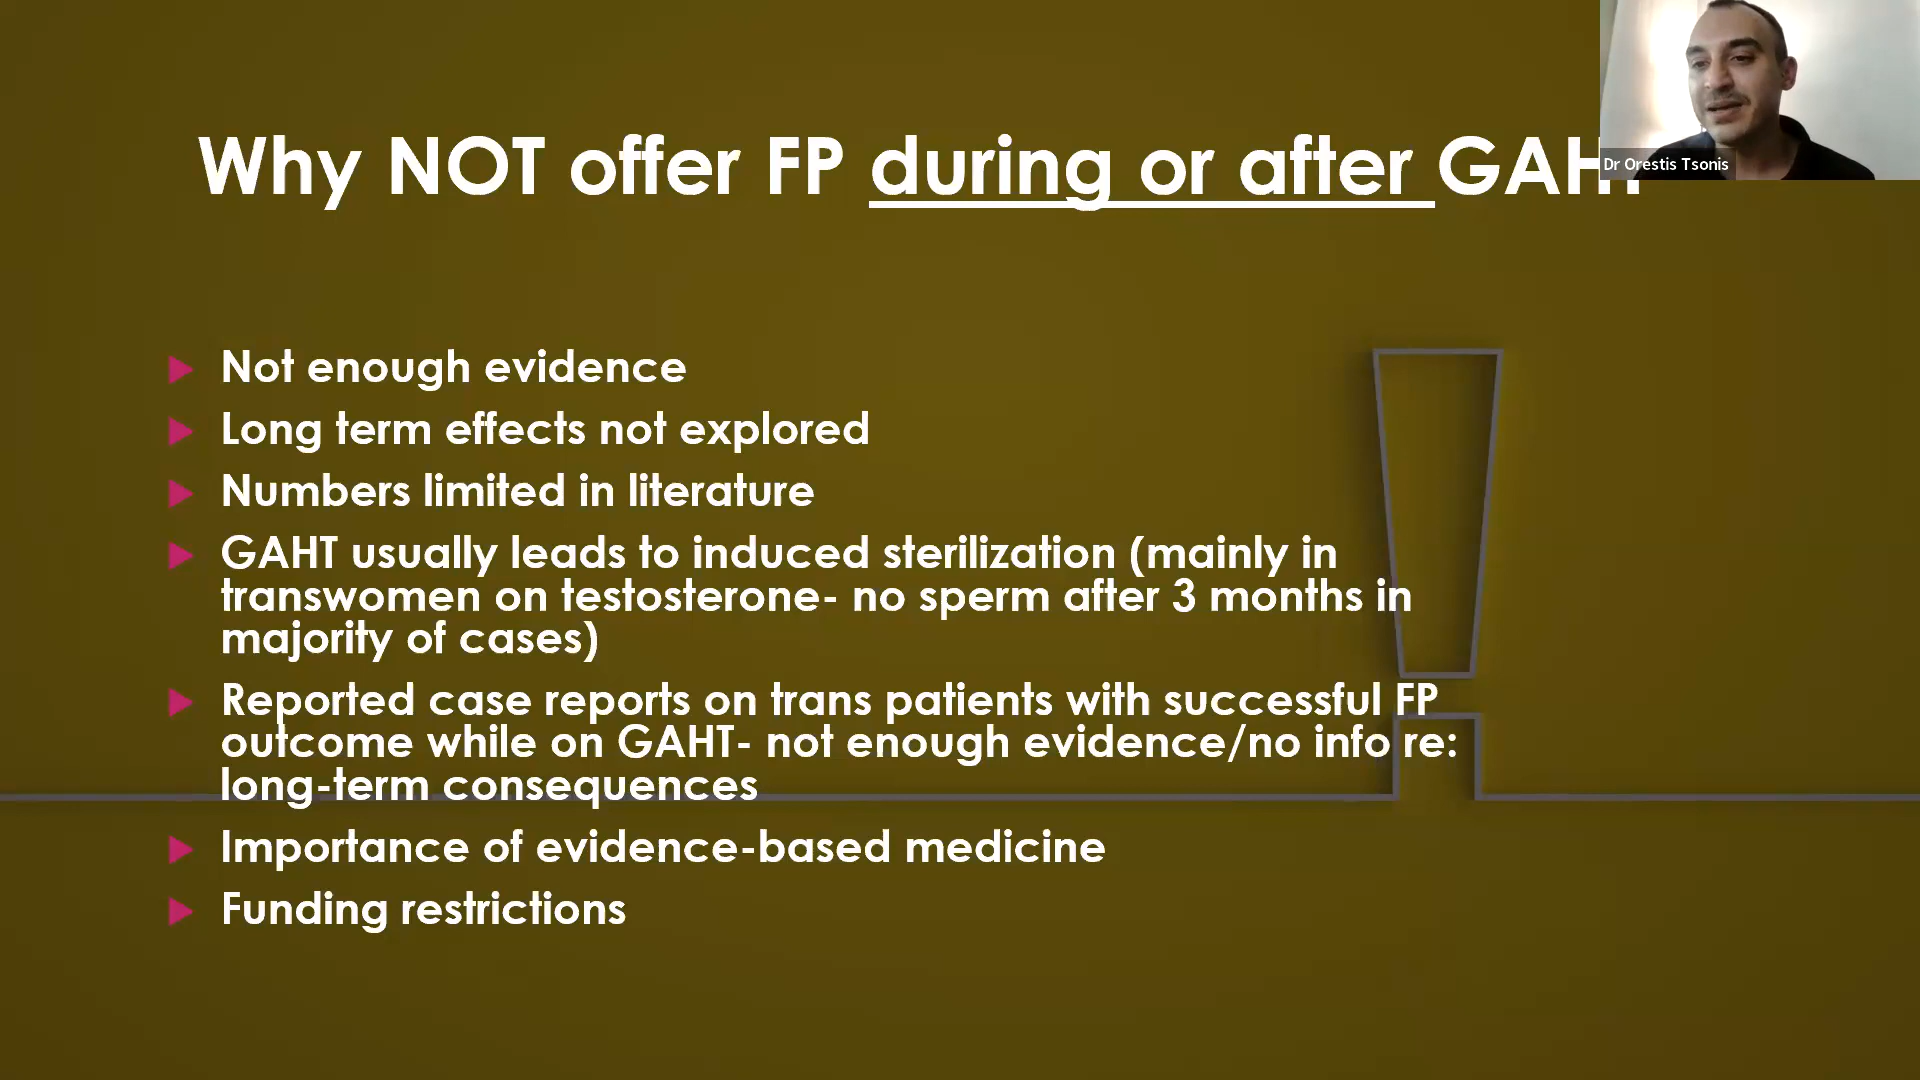 Dr Orestis Tsonis
Why NOT offer FP during or after GAHT
Not enough evidence
Long term effects not explored
Numbers limited in literature
GAHT usually leads to induced sterilization (mainly in
transwomen on testosterone- no sperm after 3 months in
majority of cases)
Reported case reports on trans patients with successful FP
outcome while on GAHT- not enough evidence/no info re:
long-term consequences
Importance of evidence-based medicine
Funding restrictions